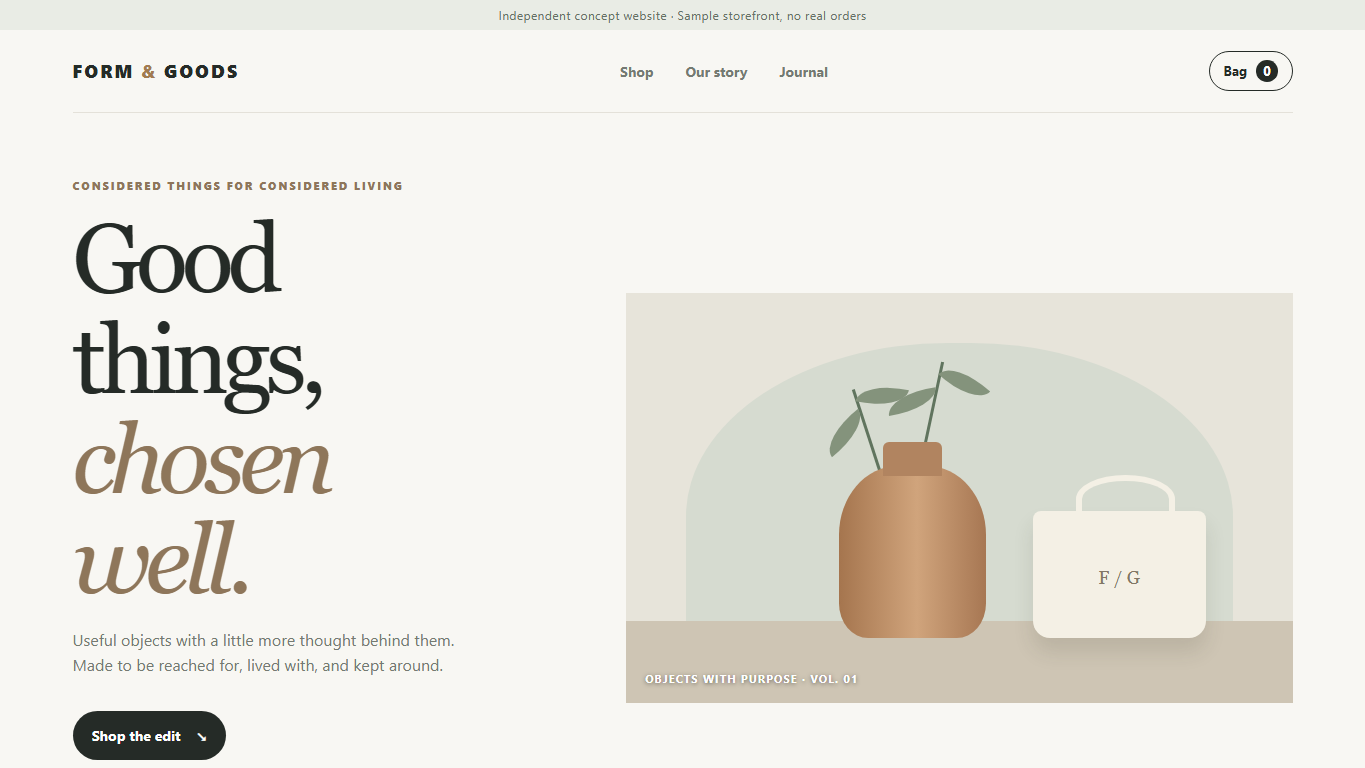 Independent concept website · Sample storefront, no real orders
FORM & GOODS
Shop
Our story
Journal
Bag 0
CONSIDERED THINGS FOR CONSIDERED LIVING
Good
things,
chosen
well.
Useful objects with a little more thought behind them.
Made to be reached for, lived with, and kept around.
Shop the edit ↘
F / G
OBJECTS WITH PURPOSE · VOL. 01